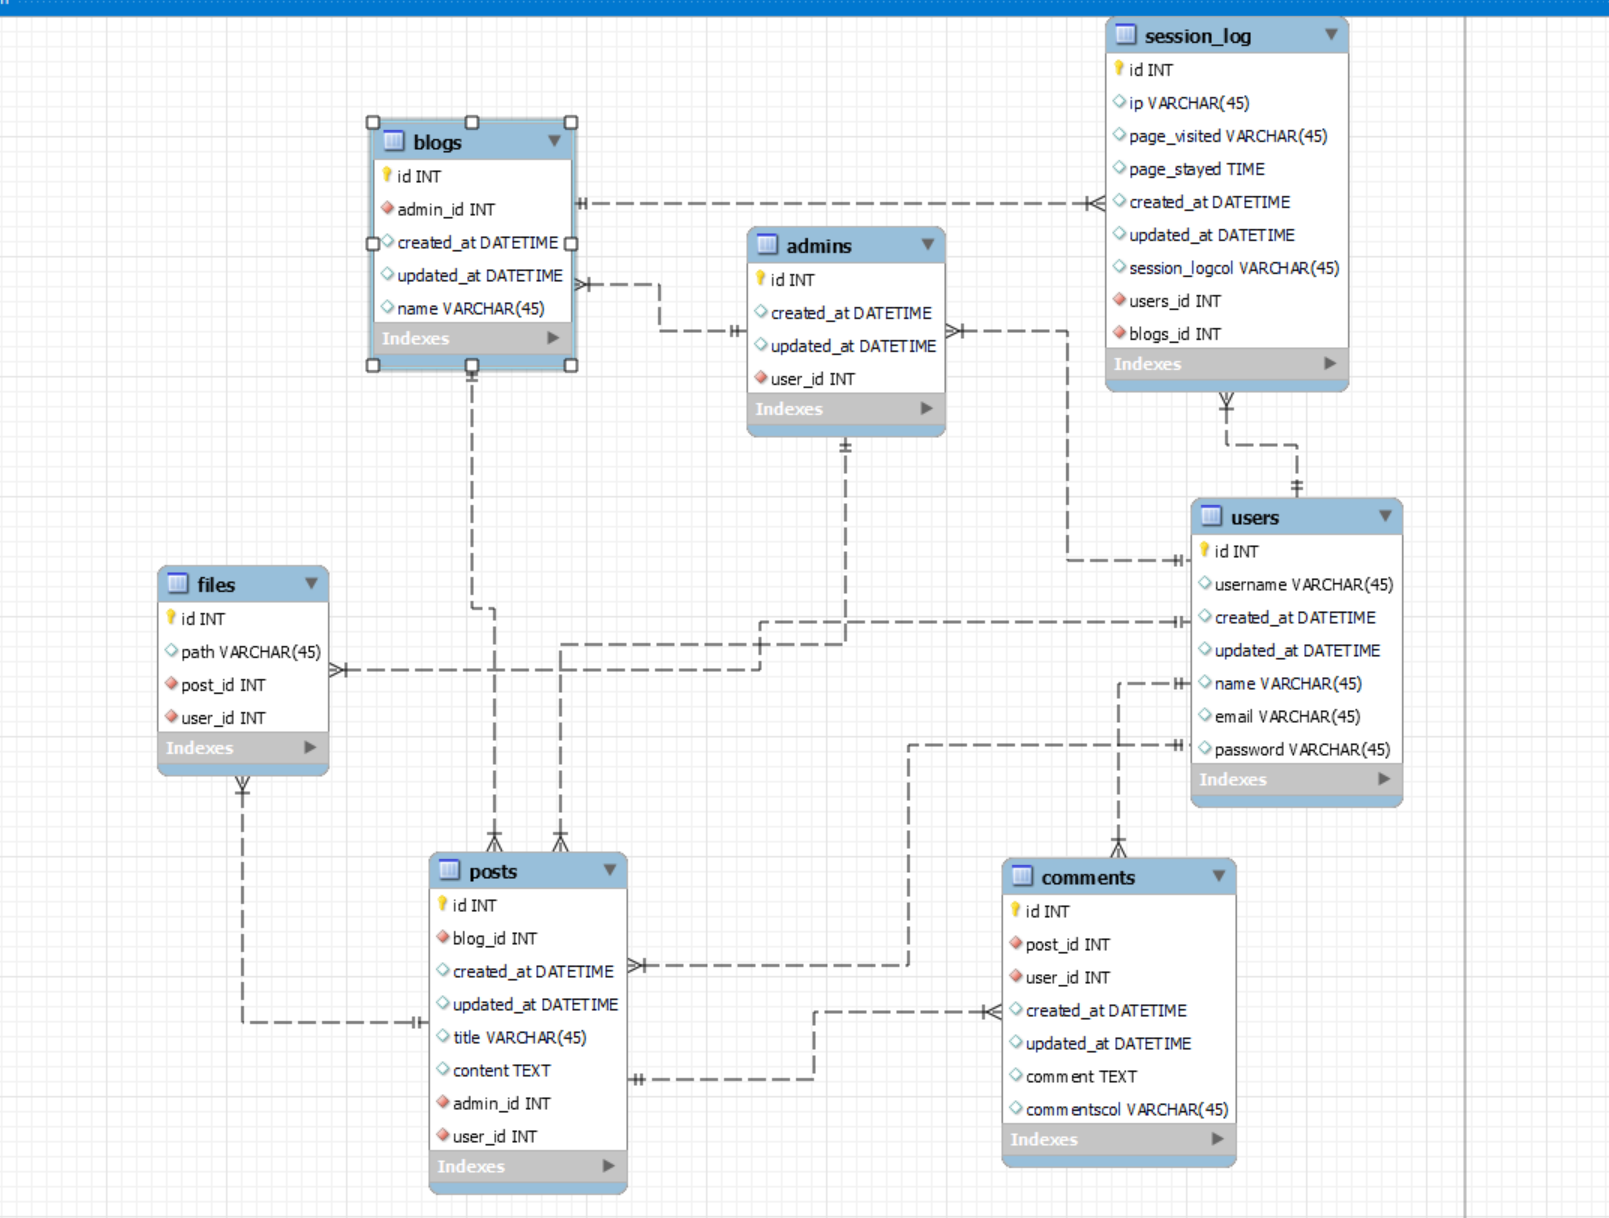 session_log
id INT
ip VARCHAR(45)
page_visited VARCHAR(45)
page_stayed TIME
created_at DATETIME
updated_at DATETIME
session_logcol VARCHAR(45)
users_id INT
blogs_id INT
Indexes
blogs
id INT
admin_id INT
created_at DATETIME
updated_at DATETIME
name VARCHAR(45)
Indexes
admins
id INT
created_at DATETIME
updated_at DATETIME
user_id INT
Indexes
users
id INT
username VARCHAR(45)
created_at DATETIME
updated_at DATETIME
name VARCHAR(45)
email VARCHAR(45)
password VARCHAR(45)
Indexes
files
id INT
path VARCHAR(45)
post_id INT
user_id INT
Indexes
posts
id INT
blog_id INT
created_at DATETIME
updated_at DATETIME
title VARCHAR(45)
content TEXT
admin_id INT
user_id INT
Indexes
comments
id INT
post_id INT
user_id INT
created_at DATETIME
updated_at DATETIME
comment TEXT
commentscol VARCHAR(45)
Indexes